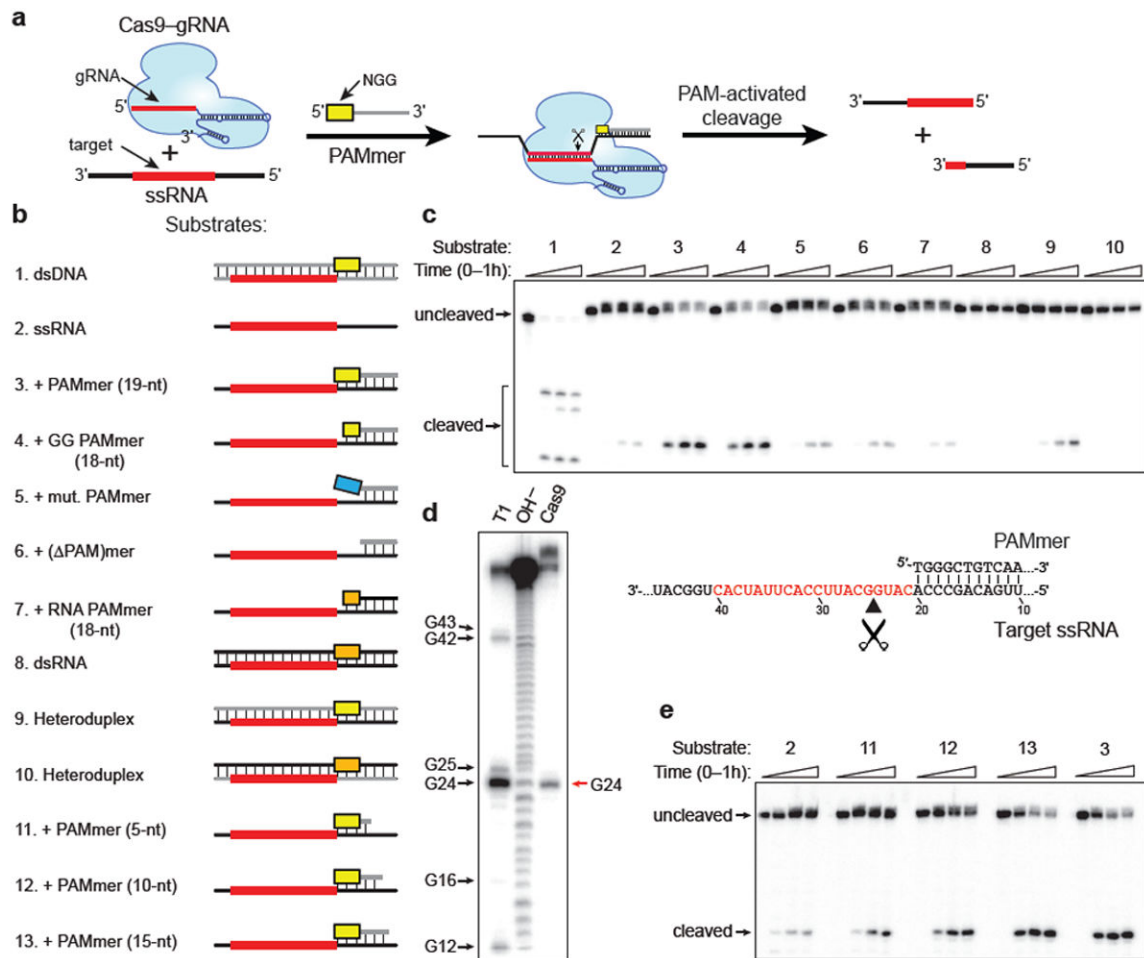 a
Cas9–gRNA
gRNA
5'
3'
target
+
3' 5'
ssRNA
NGG
5' 3'
PAMmer
PAM-activated
cleavage
3' 5'
+
3' 5'
b
Substrates:
1. dsDNA
2. ssRNA
3. + PAMmer (19-nt)
4. + GG PAMmer
(18-nt)
5. + mut. PAMmer
6. + (ΔPAM)mer
7. + RNA PAMmer
(18-nt)
8. dsRNA
9. Heteroduplex
10. Heteroduplex
11. + PAMmer (5-nt)
12. + PAMmer (10-nt)
13. + PAMmer (15-nt)
c
Substrate: 1 2 3 4 5 6 7 8 9 10
Time (0–1h):
uncleaved
cleaved
d
T1 OH– Cas9
G43
G42
G25
G24
G24
G16
G12
PAMmer
5'-TGGGCTGTCAA...-3'
3'-...UACGGUCACUAUUCACCUUACGGUACACCCGACAGUU...-5'
40 30 20 10
Target ssRNA
e
Substrate: 2 11 12 13 3
Time (0–1h):
uncleaved
cleaved